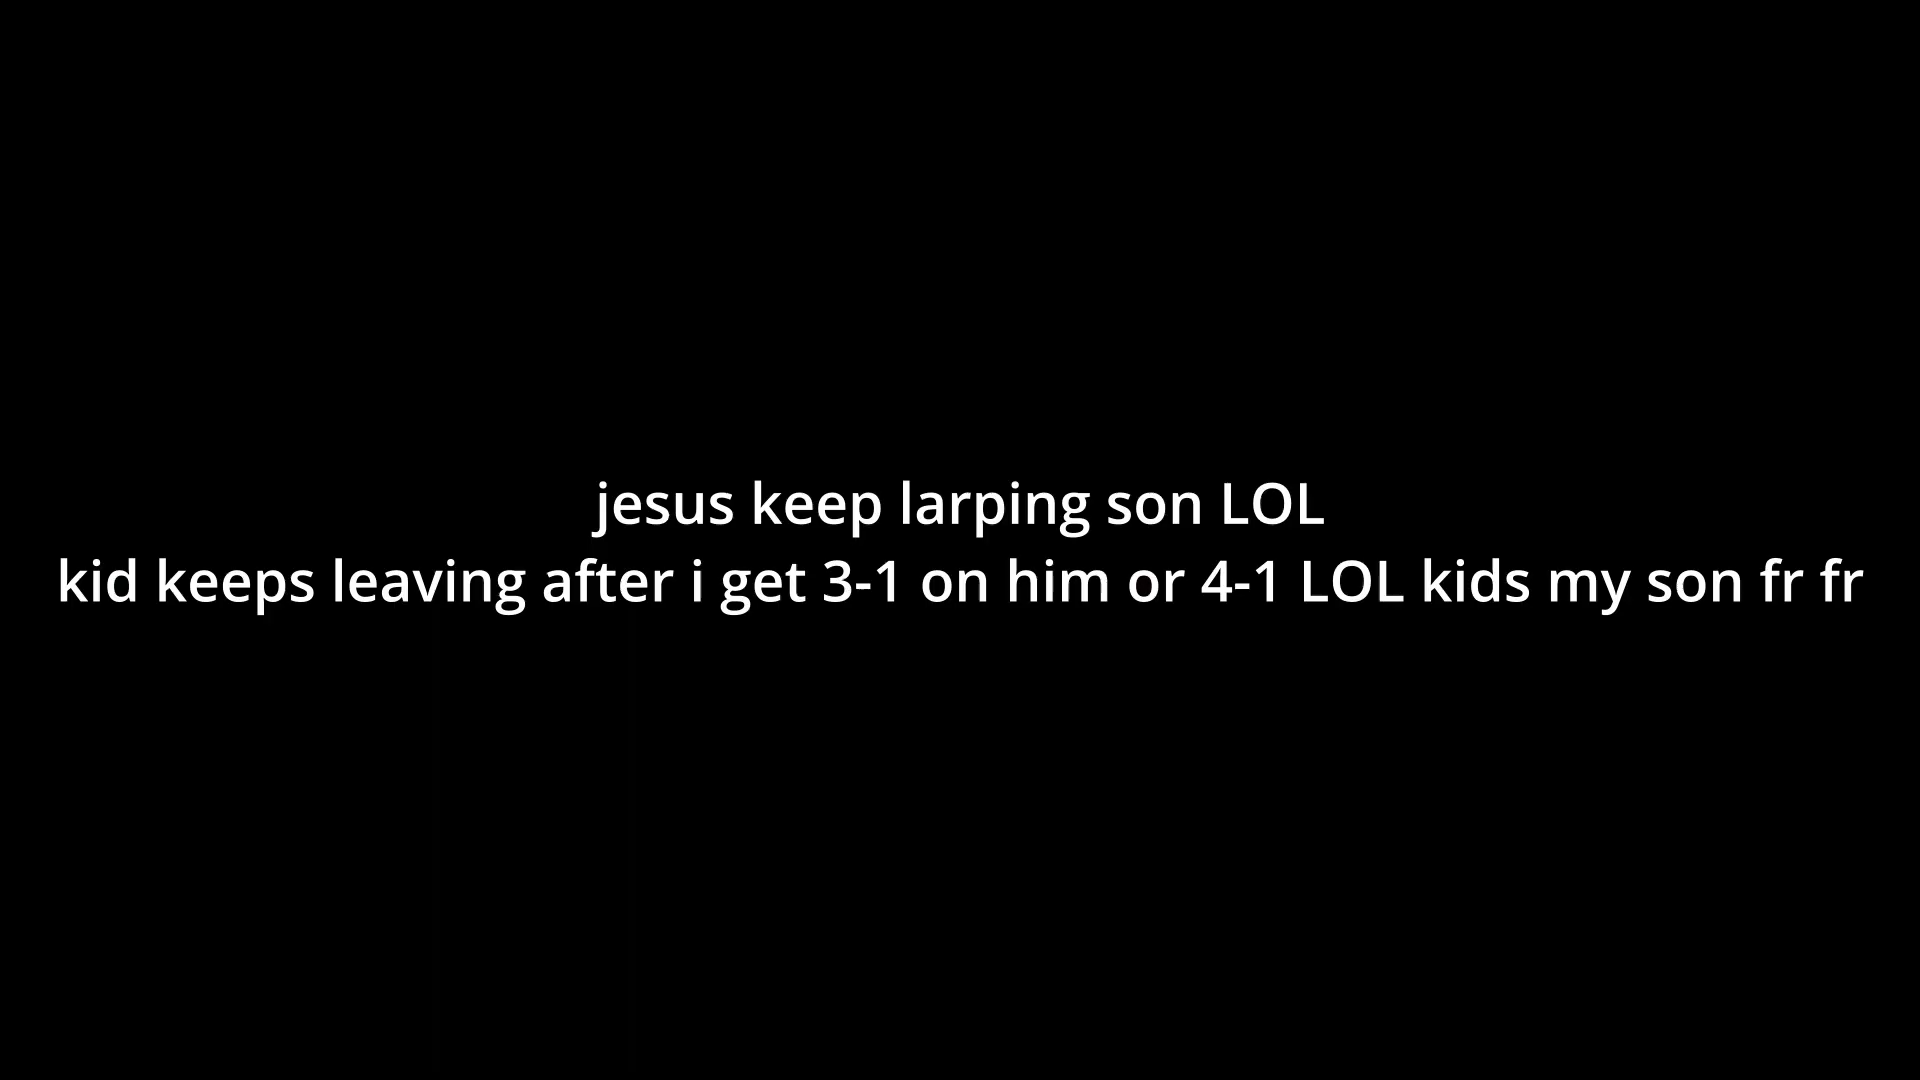 jesus keep larping son LOL
kid keeps leaving after i get 3-1 on him or 4-1 LOL kids my son fr fr